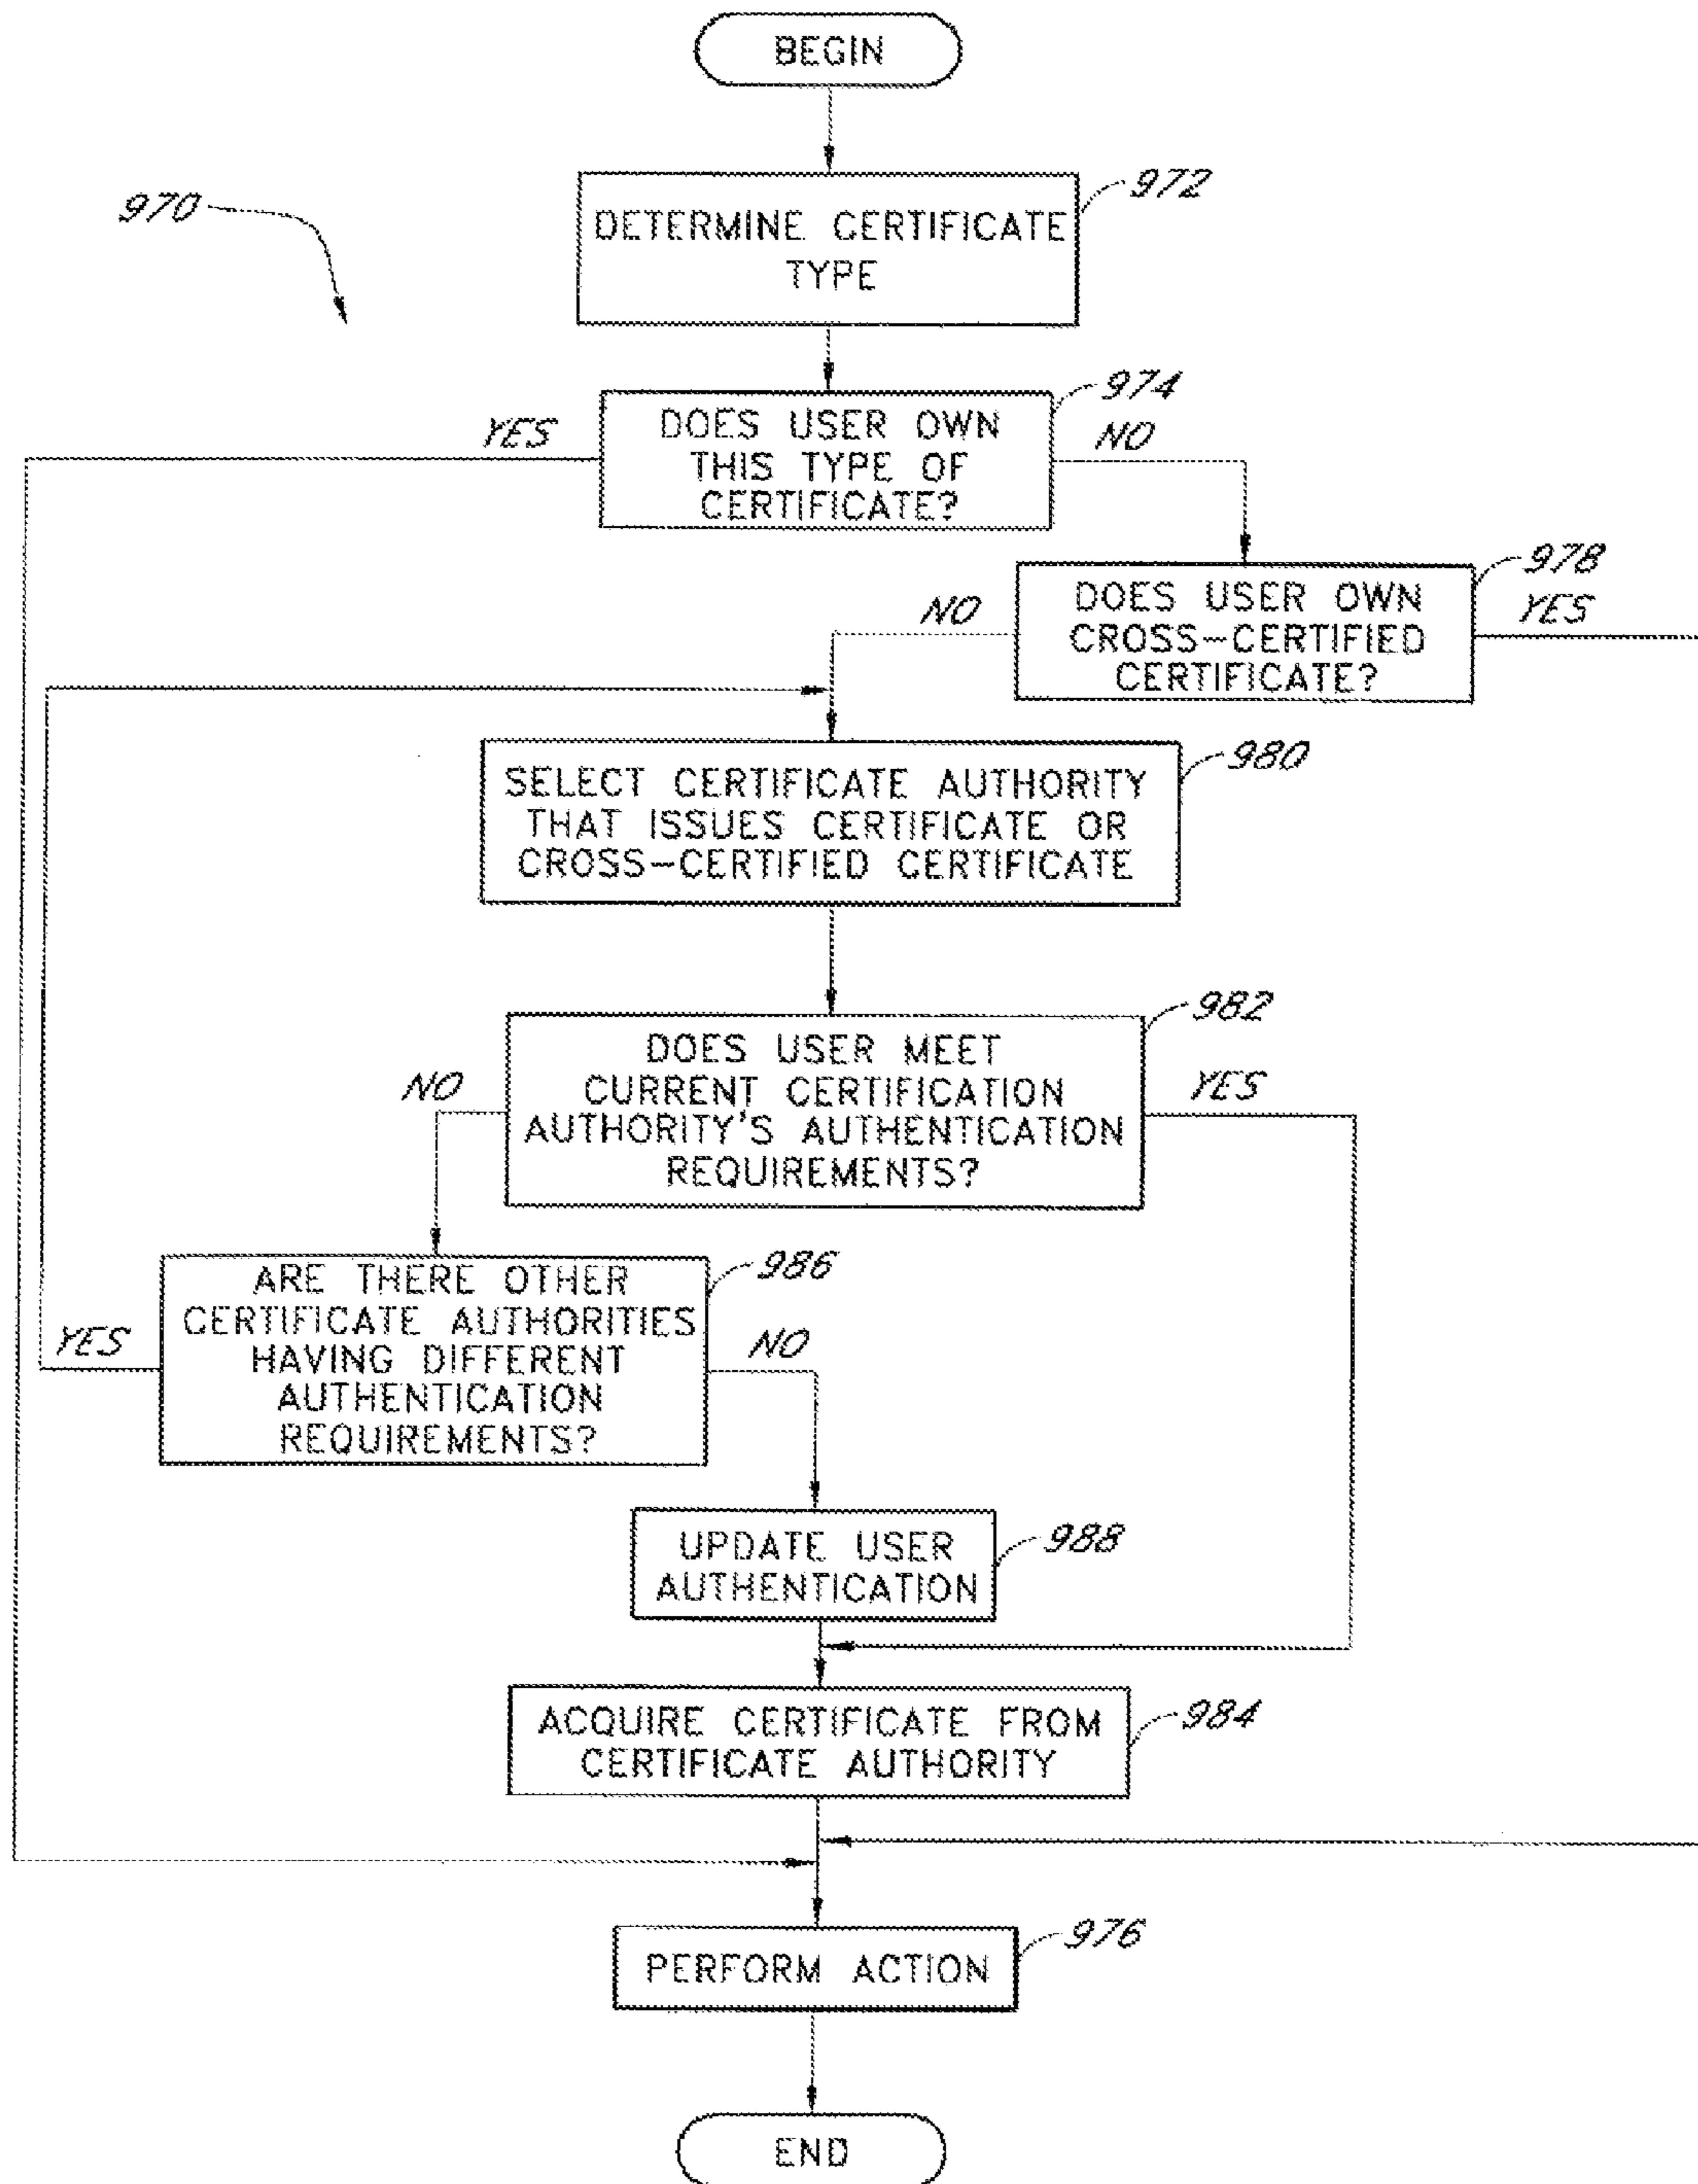 BEGIN
970
972
DETERMINE CERTIFICATE
TYPE
974
YES
DOES USER OWN
THIS TYPE OF
CERTIFICATE?
NO
978
NO
DOES USER OWN
CROSS-CERTIFIED
CERTIFICATE?
YES
980
SELECT CERTIFICATE AUTHORITY
THAT ISSUES CERTIFICATE OR
CROSS-CERTIFIED CERTIFICATE
982
NO
DOES USER MEET
CURRENT CERTIFICATION
AUTHORITY'S AUTHENTICATION
REQUIREMENTS?
YES
986
YES
ARE THERE OTHER
CERTIFICATE AUTHORITIES
HAVING DIFFERENT
AUTHENTICATION
REQUIREMENTS?
NO
UPDATE USER
AUTHENTICATION
988
ACQUIRE CERTIFICATE FROM
CERTIFICATE AUTHORITY
984
PERFORM ACTION
976
END